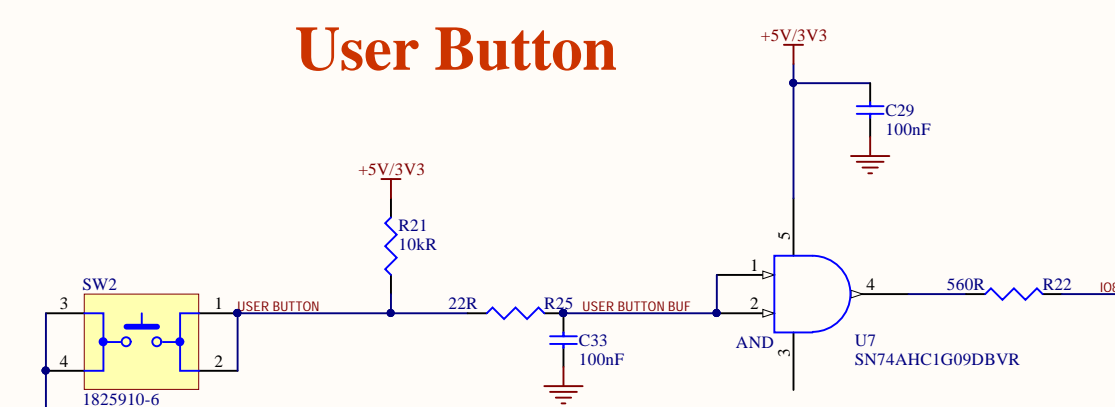 User Button
+5V/3V3
C29
100nF
+5V/3V3
R21
10kR
5
SW2
3
1
USER BUTTON
22R
R25
USER BUTTON BUF
1
2
4
560R
R22
IO8
4
2
C33
100nF
AND
3
U7
SN74AHC1G09DBVR
1825910-6